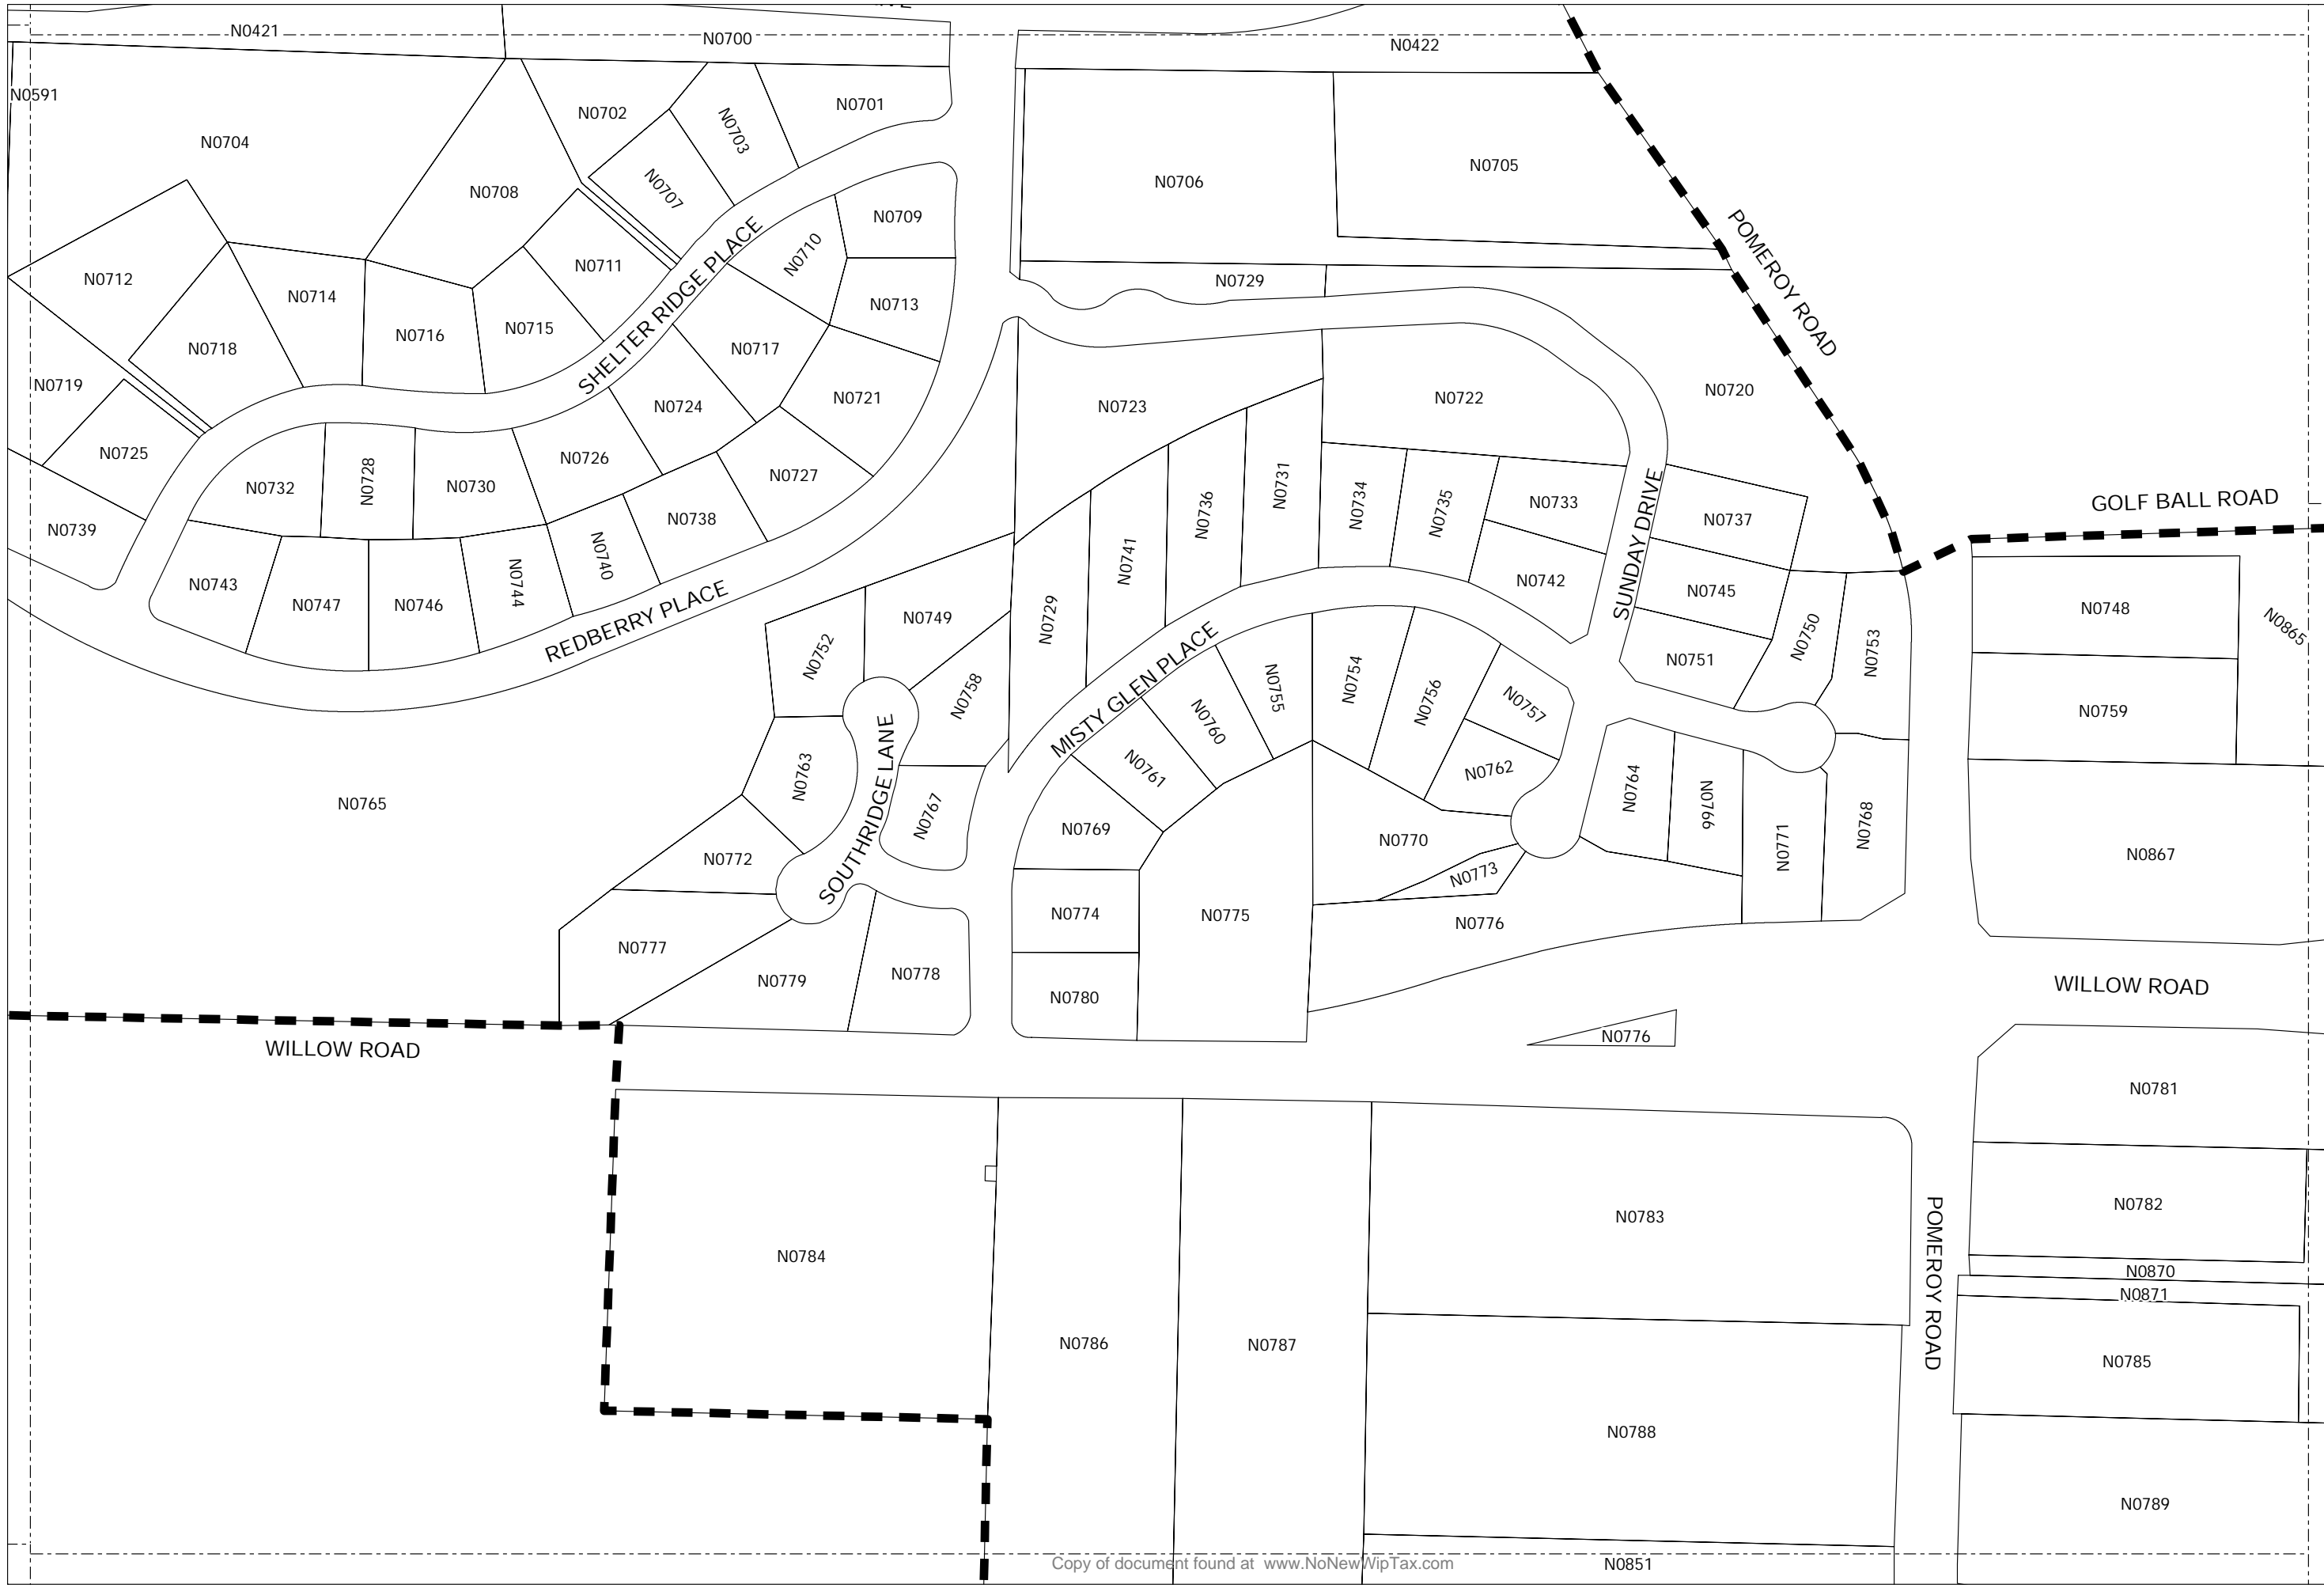 N0421
N0700
N0422
N0591
N0704
N0702
N0703
N0701
N0706
N0705
N0708
N0707
N0709
N0710
N0712
N0711
N0714
N0715
N0716
N0718
N0713
N0717
N0729
POMEROY ROAD
SHELTER RIDGE PLACE
N0719
N0724
N0721
N0723
N0722
N0720
N0725
N0732
N0728
N0730
N0726
N0727
N0738
N0736
N0731
N0734
N0735
N0733
N0737
GOLF BALL ROAD
SUNDAY DRIVE
N0739
N0743
N0747
N0746
N0744
N0740
N0741
N0742
N0745
N0748
N0865
REDBERRY PLACE
N0752
N0749
N0729
N0758
MISTY GLEN PLACE
N0755
N0754
N0756
N0757
N0751
N0750
N0753
N0759
N0760
N0761
N0762
N0763
SOUTHRIDGE LANE
N0767
N0765
N0764
N0766
N0771
N0768
N0769
N0770
N0773
N0772
N0867
N0774
N0775
N0776
N0777
N0779
N0778
N0780
WILLOW ROAD
WILLOW ROAD
N0776
N0781
N0782
N0784
N0783
POMEROY ROAD
N0870
N0871
N0785
N0786
N0787
N0788
N0789
N0851
Copy of document found at www.NoNewWipTax.com